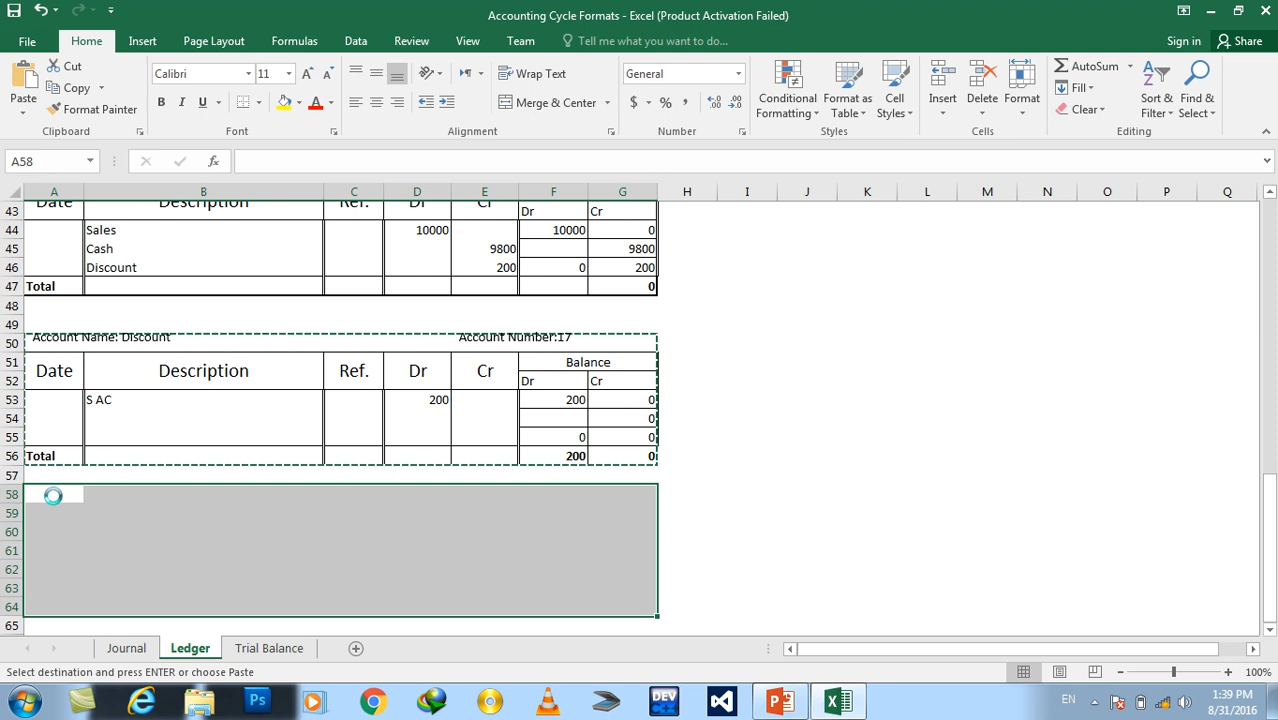 Accounting Cycle Formats - Excel (Product Activation Failed)
File Home Insert Page Layout Formulas Data Review View Team Tell me what you want to do... Sign in Share
Paste
Cut
Copy
Format Painter
Clipboard
Calibri 11
B I U
Font
Wrap Text
Merge & Center
Alignment
General
$ % ,
Number
Conditional Formatting
Format as Table
Cell Styles
Styles
Insert Delete Format
Cells
AutoSum
Fill
Clear
Sort & Filter
Find & Select
Editing
A58 fx
A B C D E F G H I J K L M N O P Q
Date Description Ref. Dr Cr
43 Dr Cr
44 Sales 10000 10000 0
45 Cash 9800 9800
46 Discount 200 0 200
47 Total 0
48
49
50 Account Name: Discount Account Number:17
51 Balance
Date Description Ref. Dr Cr
52 Dr Cr
53 S AC 200 200 0
54 0
55 0 0
56 Total 200 0
57
58
59
60
61
62
63
64
65
Journal Ledger Trial Balance
Select destination and press ENTER or choose Paste 100%
Ps DEV C++ EN 1:39 PM
8/31/2016